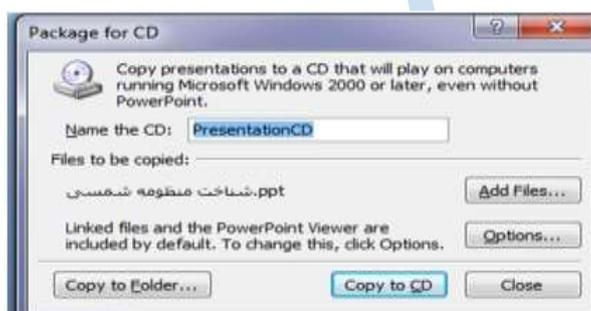 Package for CD
Copy presentations to a CD that will play on computers
running Microsoft Windows 2000 or later, even without
PowerPoint.
Name the CD: PresentationCD
Files to be copied:
شناخت منظومه شمسی.ppt
Add Files...
Linked files and the PowerPoint Viewer are
included by default. To change this, click Options.
Options...
Copy to Folder... Copy to CD Close